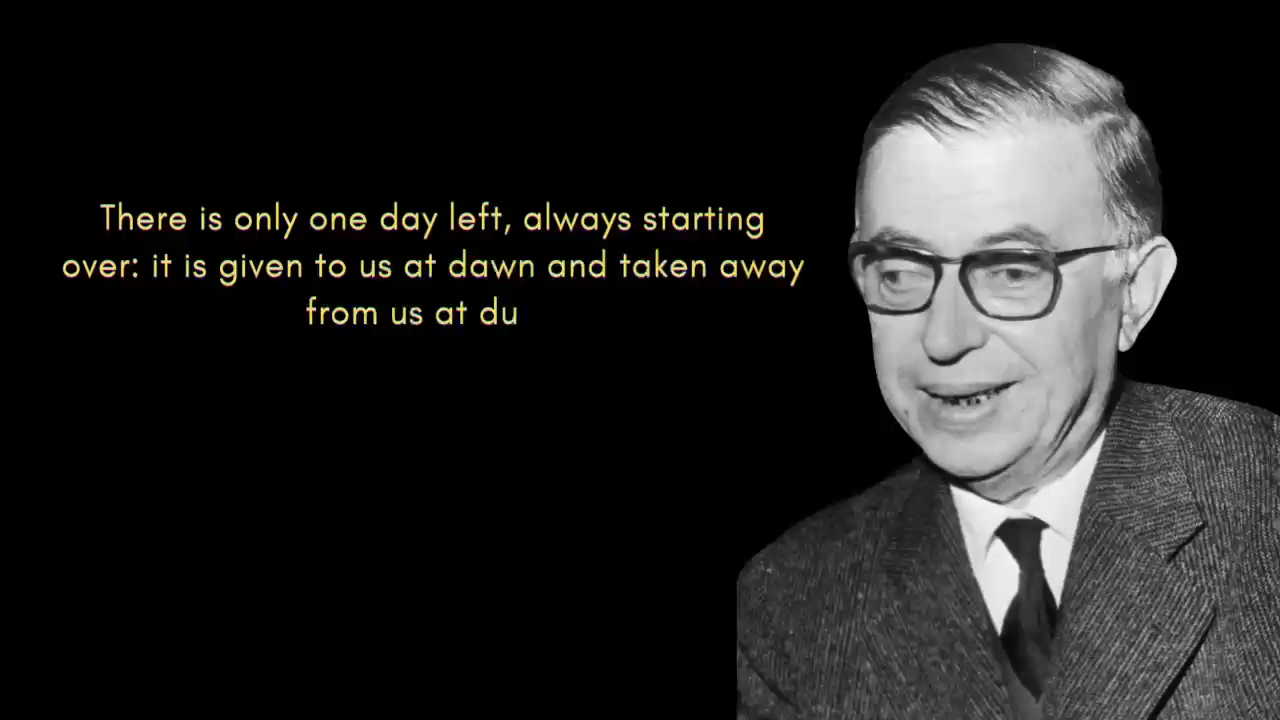 There is only one day left, always starting
over: it is given to us at dawn and taken away
from us at du